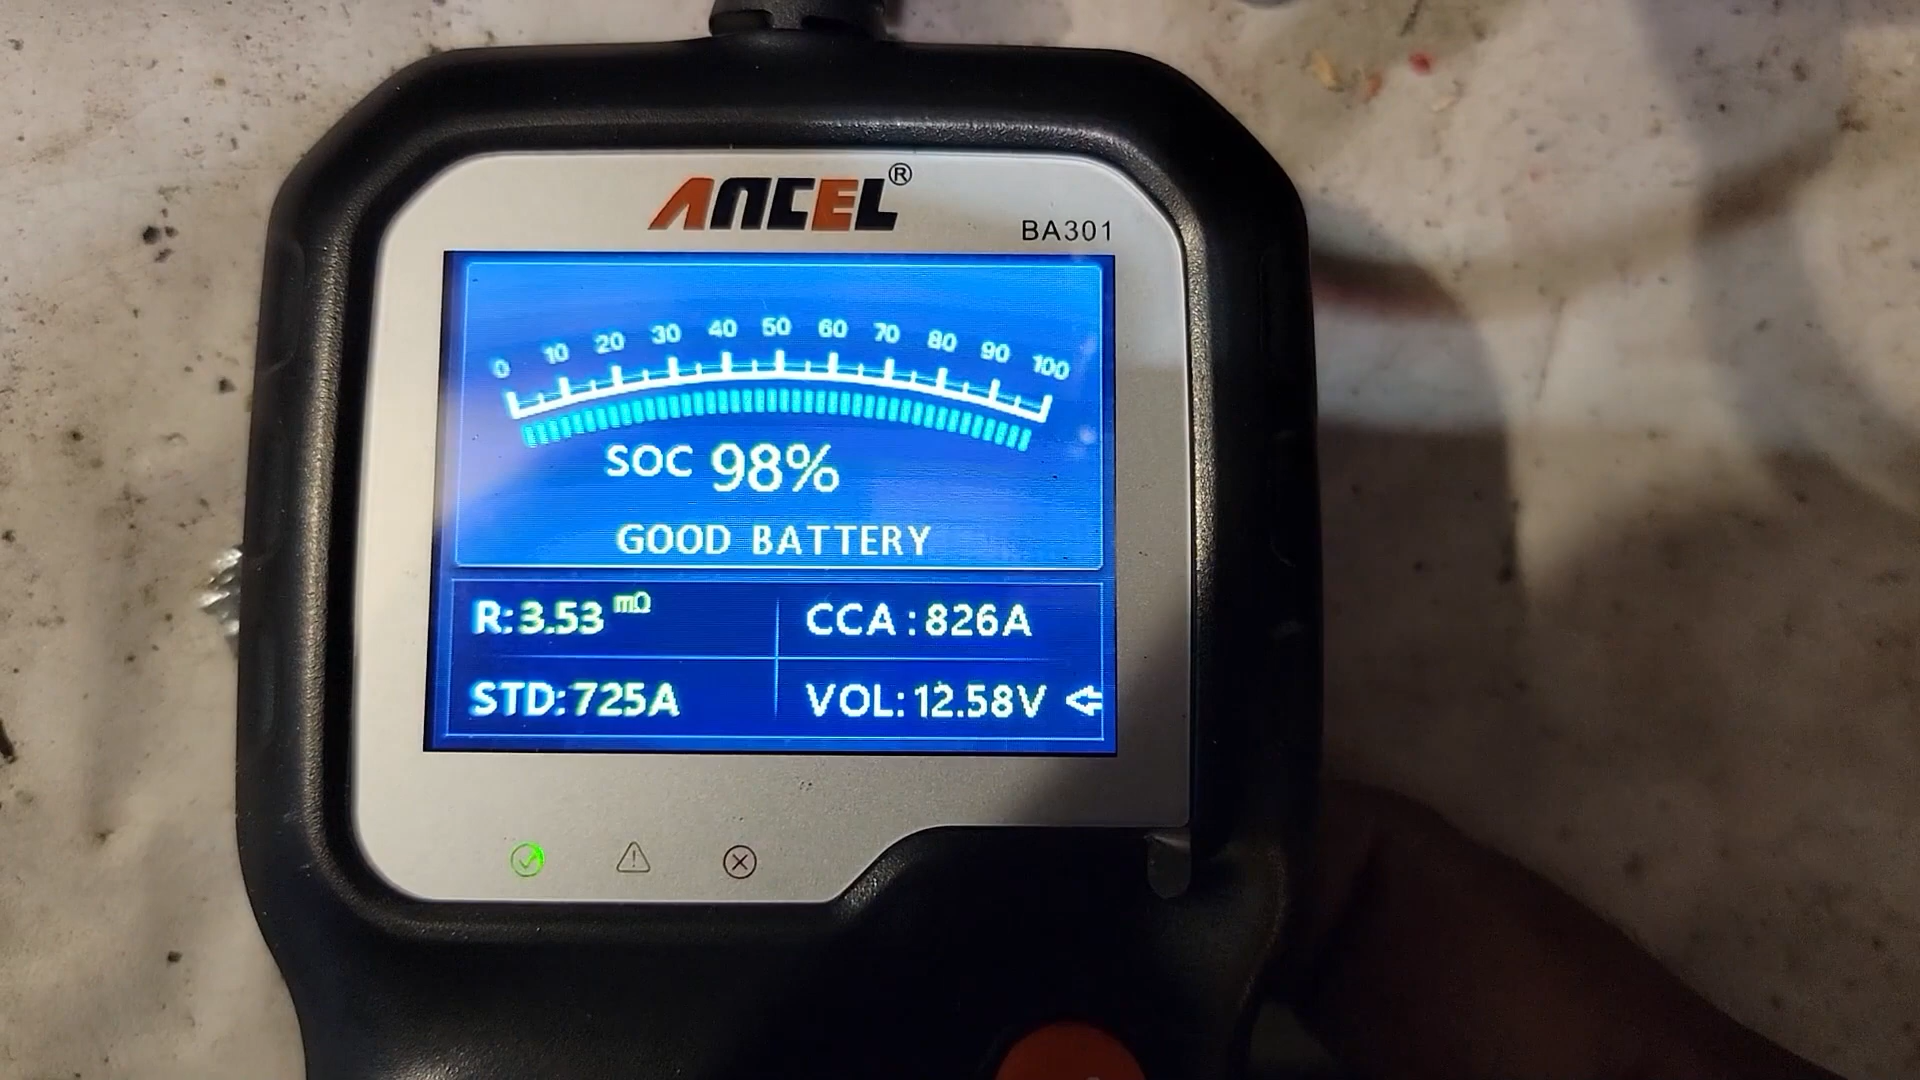 ANCEL®
BA301
0 10 20 30 40 50 60 70 80 90 100
SOC 98%
GOOD BATTERY
R:3.53 mΩ
CCA:826A
STD:725A
VOL:12.58V